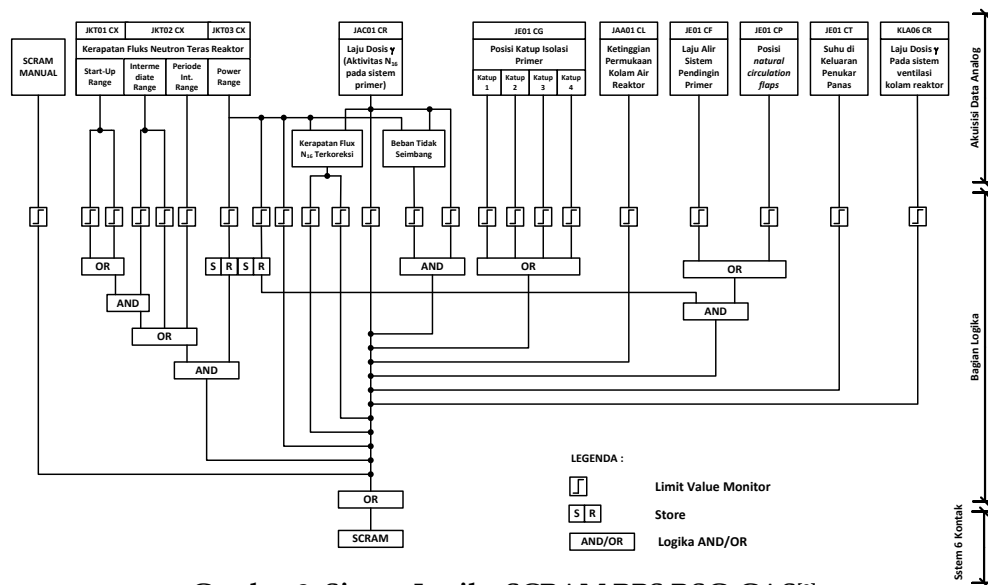 SCRAM
MANUAL
JKT01 CX
JKT02 CX
JKT03 CX
Kerapatan Fluks Neutron Teras Reaktor
Start-Up
Range
Interme
diate
Range
Periode
Int.
Range
Power
Range
JAC01 CR
Laju Dosis γ
(Aktivitas N16
pada sistem
primer)
JE01 CG
Posisi Katup Isolasi
Primer
Katup
1
Katup
2
Katup
3
Katup
4
JAA01 CL
Ketinggian
Permukaan
Kolam Air
Reaktor
JE01 CF
Laju Alir
Sistem
Pendingin
Primer
JE01 CP
Posisi
natural
circulation
flaps
JE01 CT
Suhu di
Keluaran
Penukar
Panas
KLA06 CR
Laju Dosis γ
Pada sistem
ventilasi
kolam reaktor
Akuisisi Data Analog
Kerapatan Flux
N16 Terkoreksi
Beban Tidak
Seimbang
OR
S R S R
AND
OR
OR
AND
AND
OR
AND
Bagian Logika
LEGENDA :
Limit Value Monitor
S R
Store
AND/OR
Logika AND/OR
OR
SCRAM
Sstem 6 Kontak